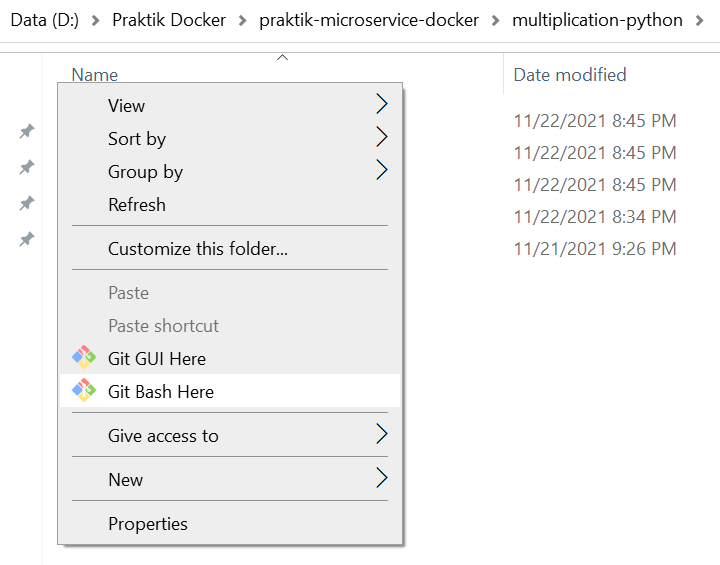 Data (D:) > Praktik Docker > praktik-microservice-docker > multiplication-python >
Name Date modified
View
11/22/2021 8:45 PM
Sort by
11/22/2021 8:45 PM
Group by
11/22/2021 8:45 PM
Refresh
11/22/2021 8:34 PM
Customize this folder...
11/21/2021 9:26 PM
Paste
Paste shortcut
Git GUI Here
Git Bash Here
Give access to
New
Properties